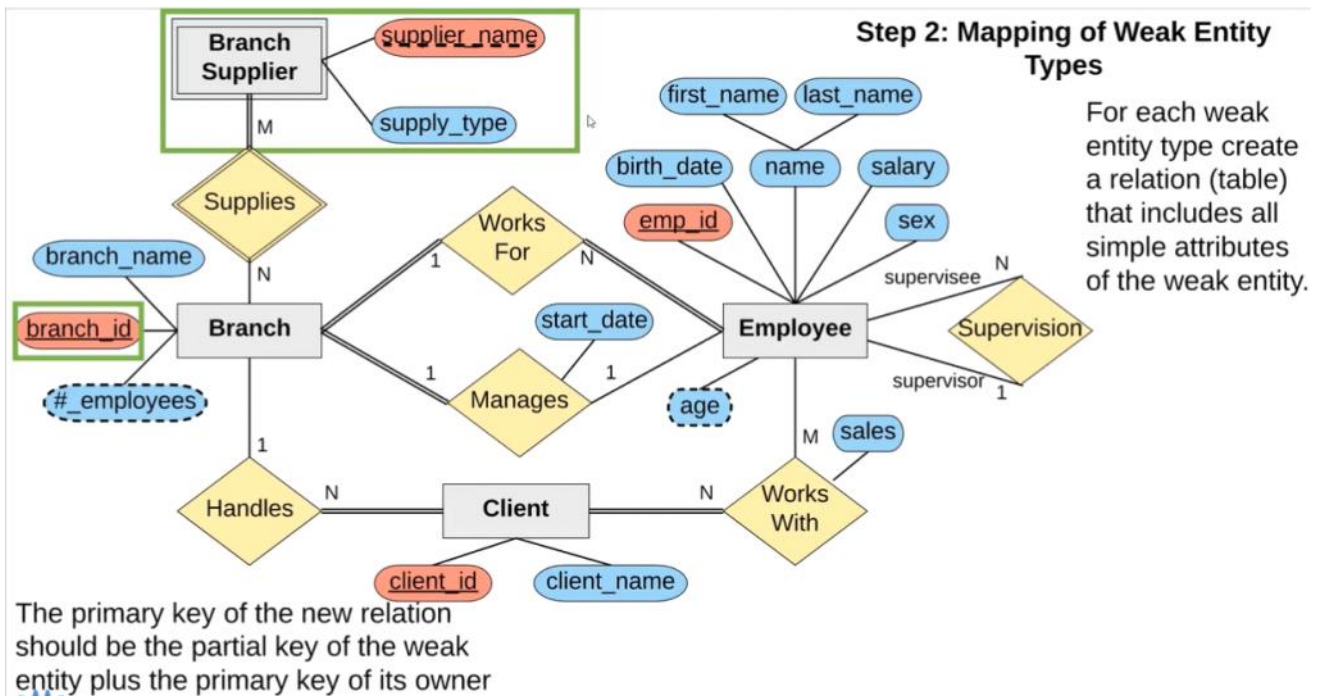 Step 2: Mapping of Weak Entity
Types
For each weak
entity type create
a relation (table)
that includes all
simple attributes
of the weak entity.
Branch
Supplier
supplier_name
supply_type
M
Supplies
N
first_name
last_name
birth_date
name
salary
emp_id
sex
Works
For
1
N
branch_name
branch_id
#_employees
Branch
start_date
1
Manages
1
Employee
age
supervisee
N
Supervision
supervisor
1
M
sales
1
Handles
N
Client
N
Works
With
client_id
client_name
The primary key of the new relation
should be the partial key of the weak
entity plus the primary key of its owner